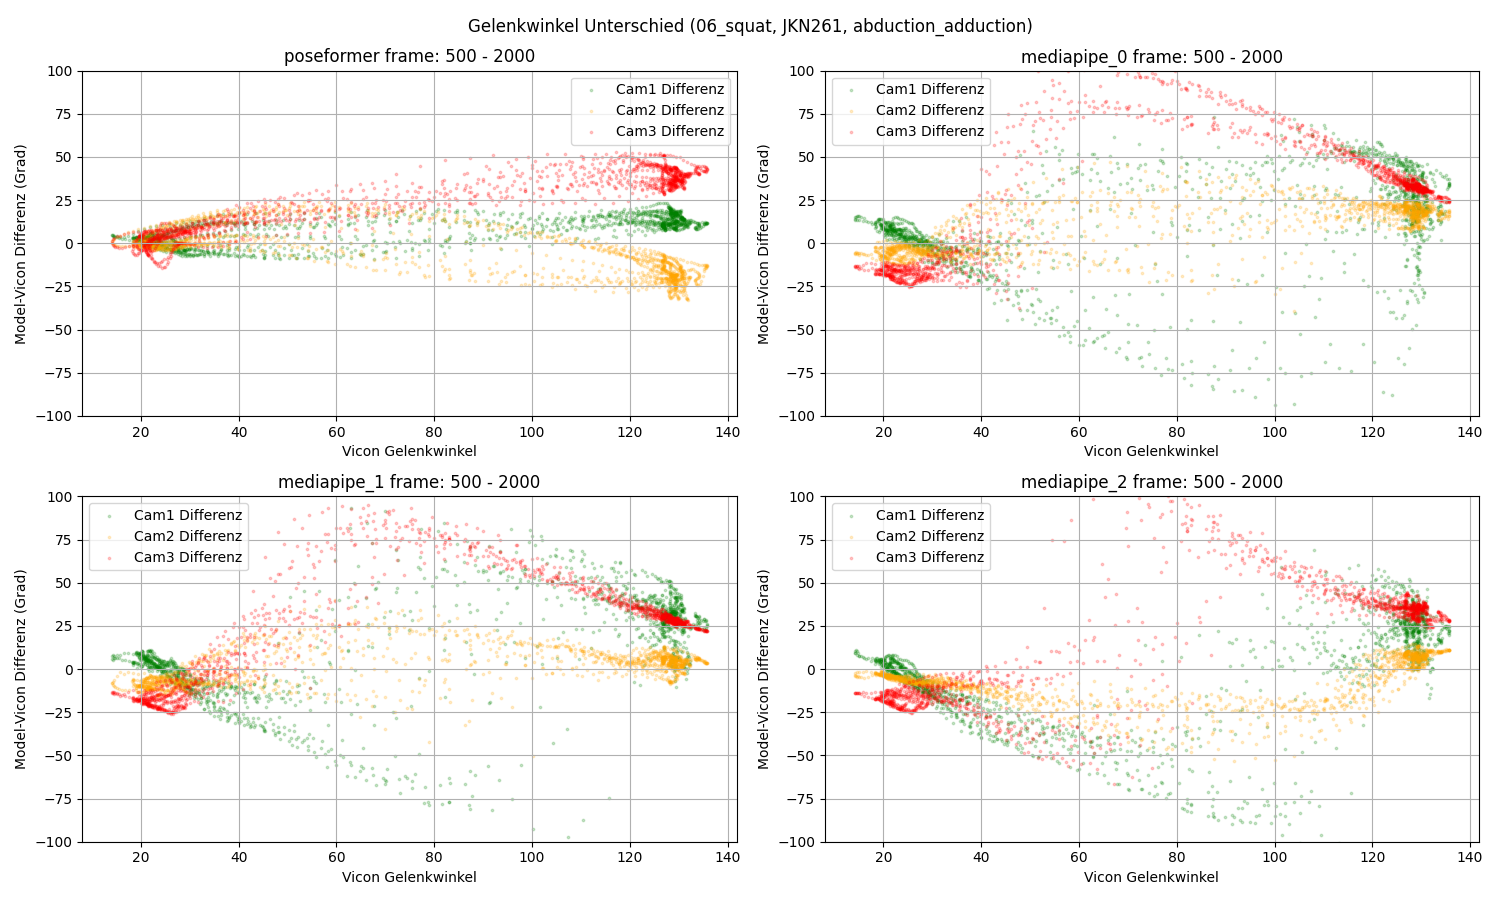 Gelenkwinkel Unterschied (06_squat, JKN261, abduction_adduction)
poseformer frame: 500 - 2000
100
75
50
25
0
−25
−50
−75
−100
Model-Vicon Differenz (Grad)
Cam1 Differenz
Cam2 Differenz
Cam3 Differenz
20 40 60 80 100 120 140
Vicon Gelenkwinkel
mediapipe_0 frame: 500 - 2000
100
75
50
25
0
−25
−50
−75
−100
Model-Vicon Differenz (Grad)
Cam1 Differenz
Cam2 Differenz
Cam3 Differenz
20 40 60 80 100 120 140
Vicon Gelenkwinkel
mediapipe_1 frame: 500 - 2000
100
75
50
25
0
−25
−50
−75
−100
Model-Vicon Differenz (Grad)
Cam1 Differenz
Cam2 Differenz
Cam3 Differenz
20 40 60 80 100 120 140
Vicon Gelenkwinkel
mediapipe_2 frame: 500 - 2000
100
75
50
25
0
−25
−50
−75
−100
Model-Vicon Differenz (Grad)
Cam1 Differenz
Cam2 Differenz
Cam3 Differenz
20 40 60 80 100 120 140
Vicon Gelenkwinkel